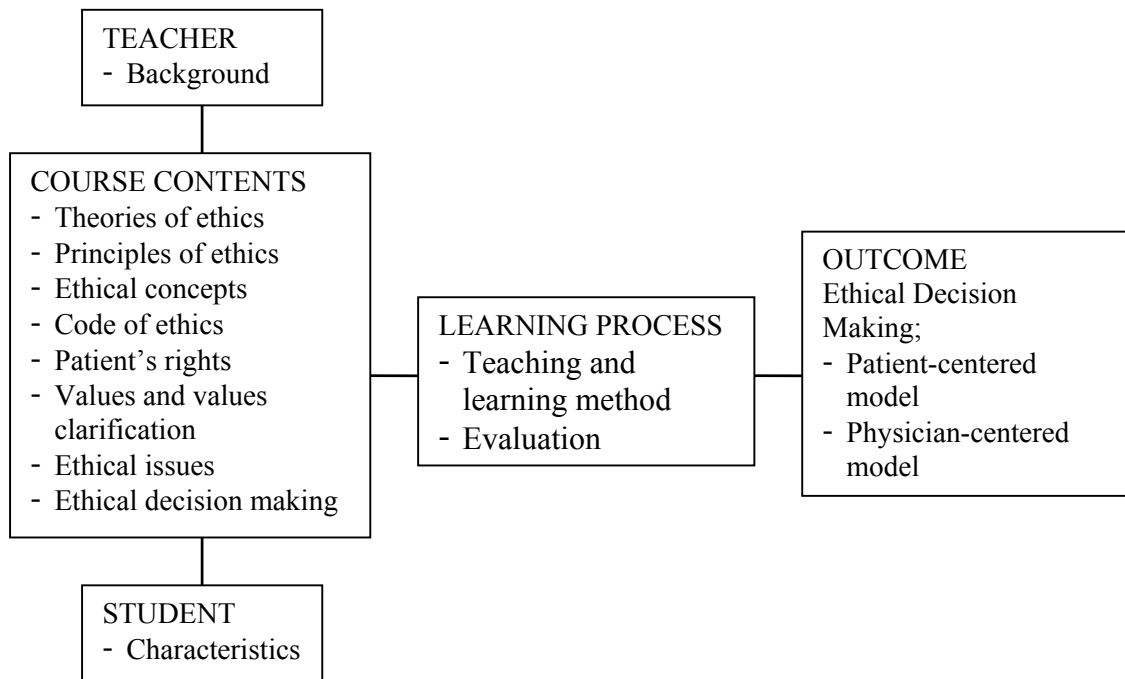 TEACHER
- Background
COURSE CONTENTS
- Theories of ethics
- Principles of ethics
- Ethical concepts
- Code of ethics
- Patient’s rights
- Values and values
clarification
- Ethical issues
- Ethical decision making
STUDENT
- Characteristics
LEARNING PROCESS
- Teaching and
learning method
- Evaluation
OUTCOME
Ethical Decision
Making;
- Patient-centered
model
- Physician-centered
model